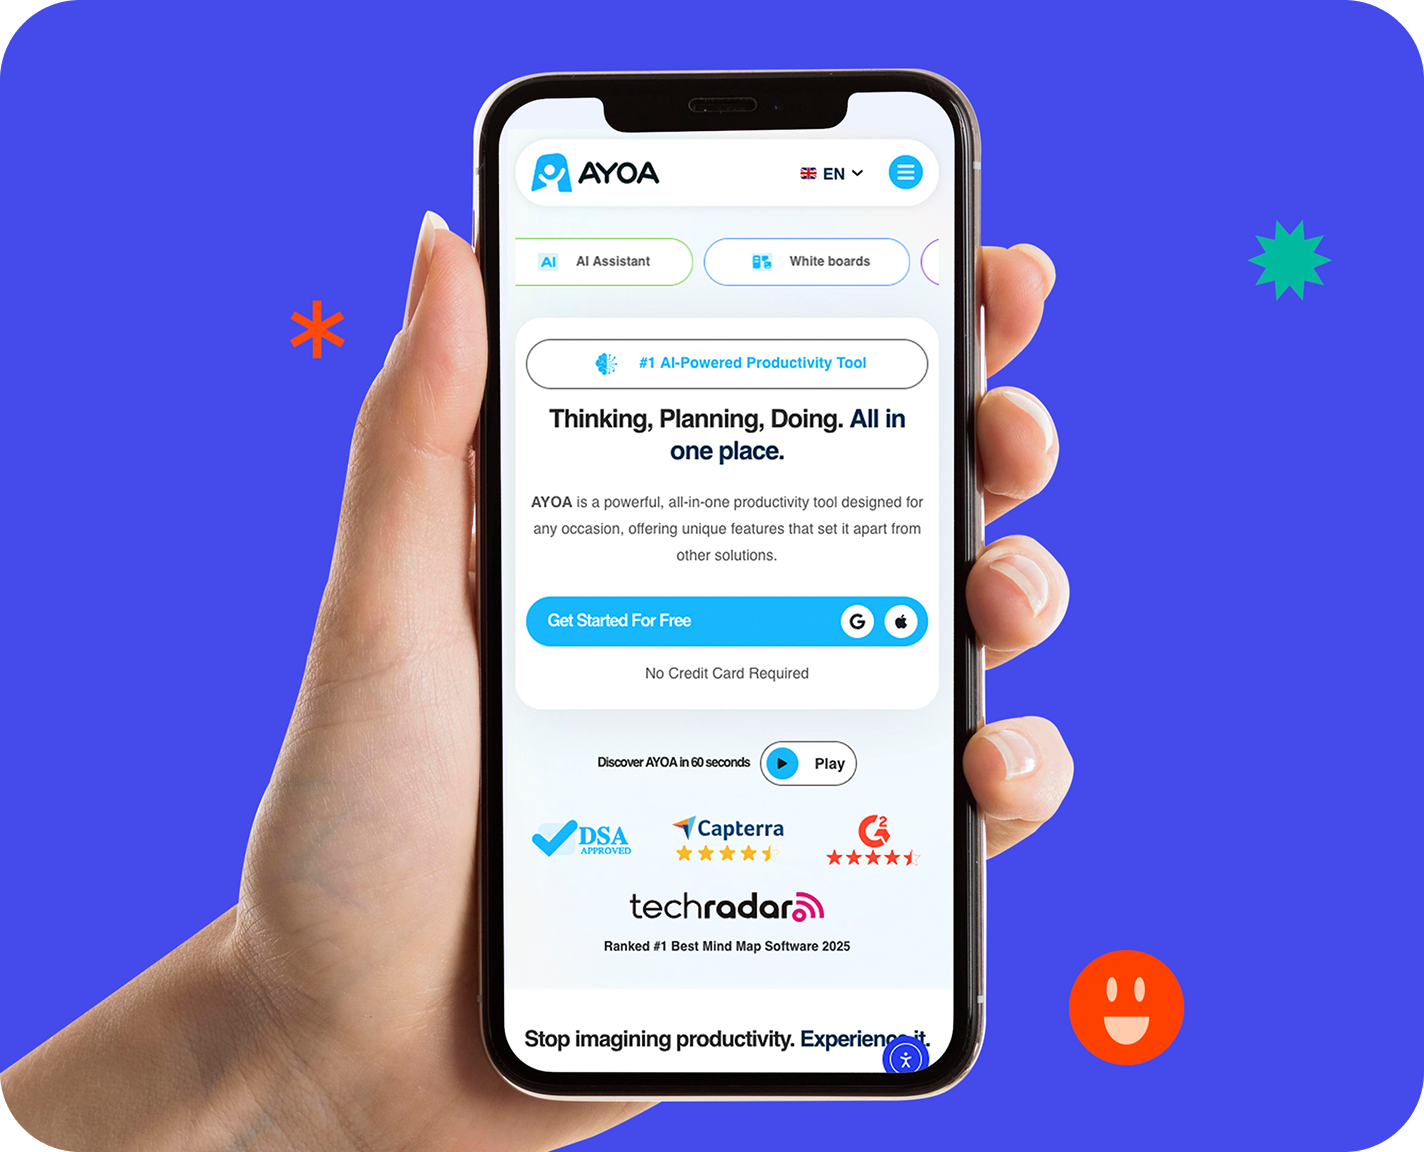 AYOA
EN
AI
AI Assistant
White boards
#1 AI-Powered Productivity Tool
Thinking, Planning, Doing. All in
one place.
AYOA is a powerful, all-in-one productivity tool designed for
any occasion, offering unique features that set it apart from
other solutions.
Get Started For Free
G
No Credit Card Required
Discover AYOA in 60 seconds
Play
DSA
APPROVED
Capterra
G2
techradar
Ranked #1 Best Mind Map Software 2025
Stop imagining productivity. Experience it.